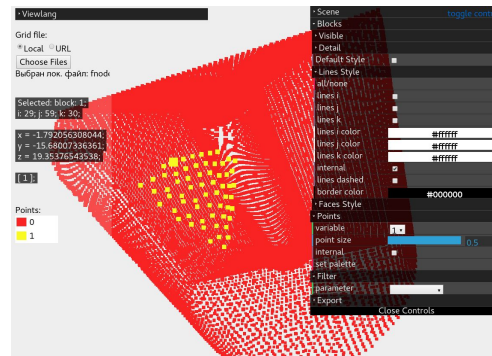 Viewlang
Grid file:
Local URL
Choose Files
Выбран лок. файл: fnod
Selected: block: 1;
i: 29; j: 59; k: 30;
x = -1.792056308044;
y = -15.68007336361;
z = 19.35376543538;
[ 1 ];
Points:
0
1
Scene
toggle cont
Blocks
Visible
Detail
Default Style
Lines Style
all/none
lines i
lines j
lines k
lines i color #ffffff
lines j color #ffffff
lines k color #ffffff
internal
lines dashed
border color #000000
Faces Style
Points
variable 1
point size 0.5
internal
set palette
Filter
parameter
Export
Close Controls